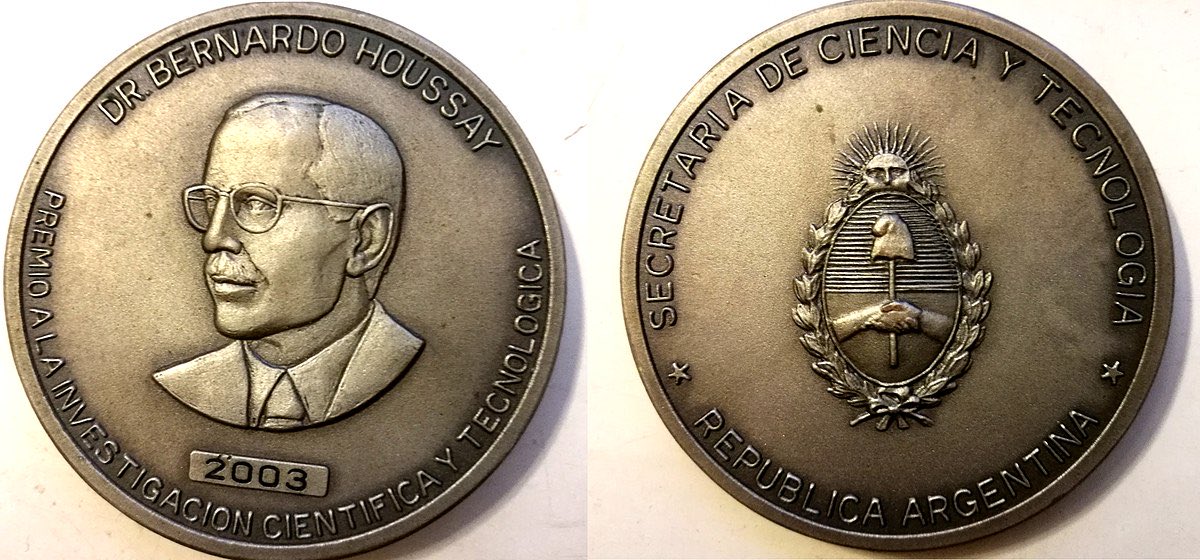 DR. BERNARDO HOUSSAY
PREMIO A LA INVESTIGACION CIENTIFICA Y TECNOLOGICA
2003
SECRETARIA DE CIENCIA Y TECNOLOGIA
REPUBLICA ARGENTINA